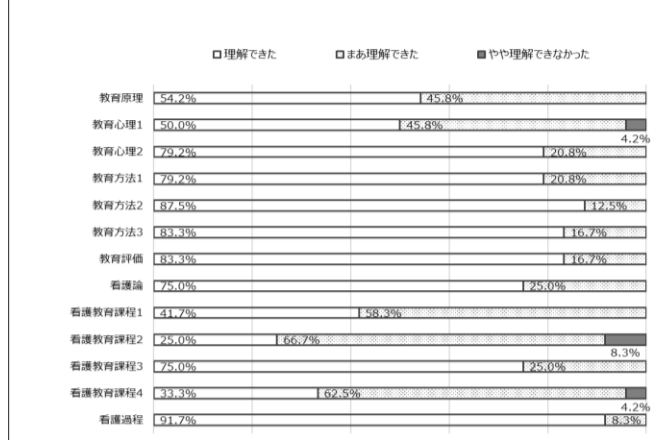 理解できた まあ理解できた やや理解できなかった
教育原理 54.2% 45.8%
教育心理1 50.0% 45.8% 4.2%
教育心理2 79.2% 20.8%
教育方法1 79.2% 20.8%
教育方法2 87.5% 12.5%
教育方法3 83.3% 16.7%
教育評価 83.3% 16.7%
看護論 75.0% 25.0%
看護教育課程1 41.7% 58.3%
看護教育課程2 25.0% 66.7% 8.3%
看護教育課程3 75.0% 25.0%
看護教育課程4 33.3% 62.5% 4.2%
看護過程 91.7% 8.3%